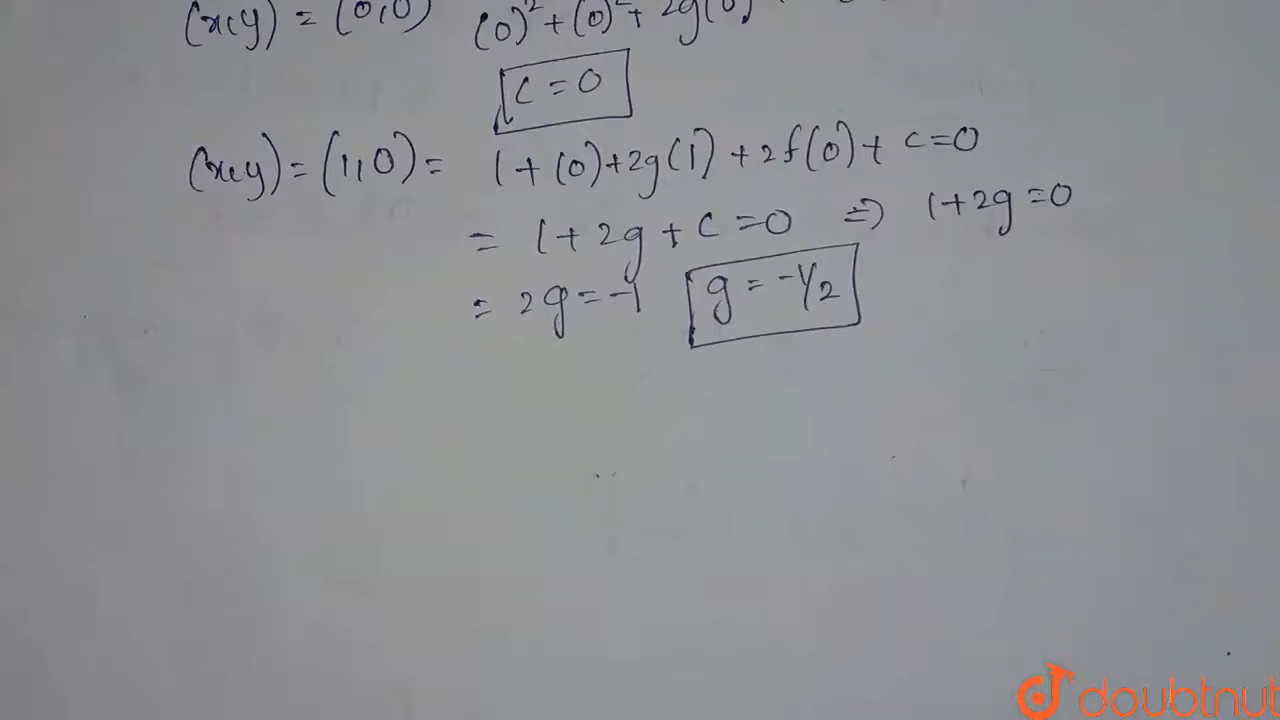 (x,y) = (0,0) (0)² + (0)² + 2g(0)
c = 0
(x,y) = (1,0) = 1 + (0) + 2g(1) + 2f(0) + c = 0
= 1 + 2g + c = 0 ⇒ 1 + 2g = 0
= 2g = -1 g = -1/2
doubtnut